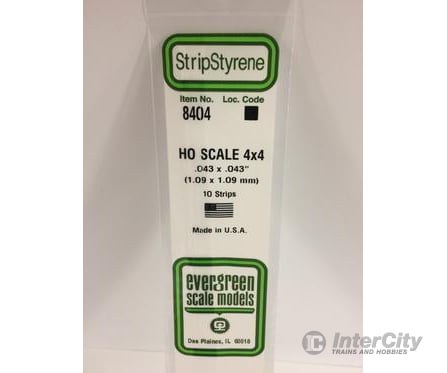 StripStyrene
Item No. Loc. Code
8404
HO SCALE 4x4
.043 x .043"
(1.09 x 1.09 mm)
10 Strips
Made in U.S.A.
evergreen
scale models
Des Plaines, IL 60018
IC InterCity
TRAINS AND HOBBIES